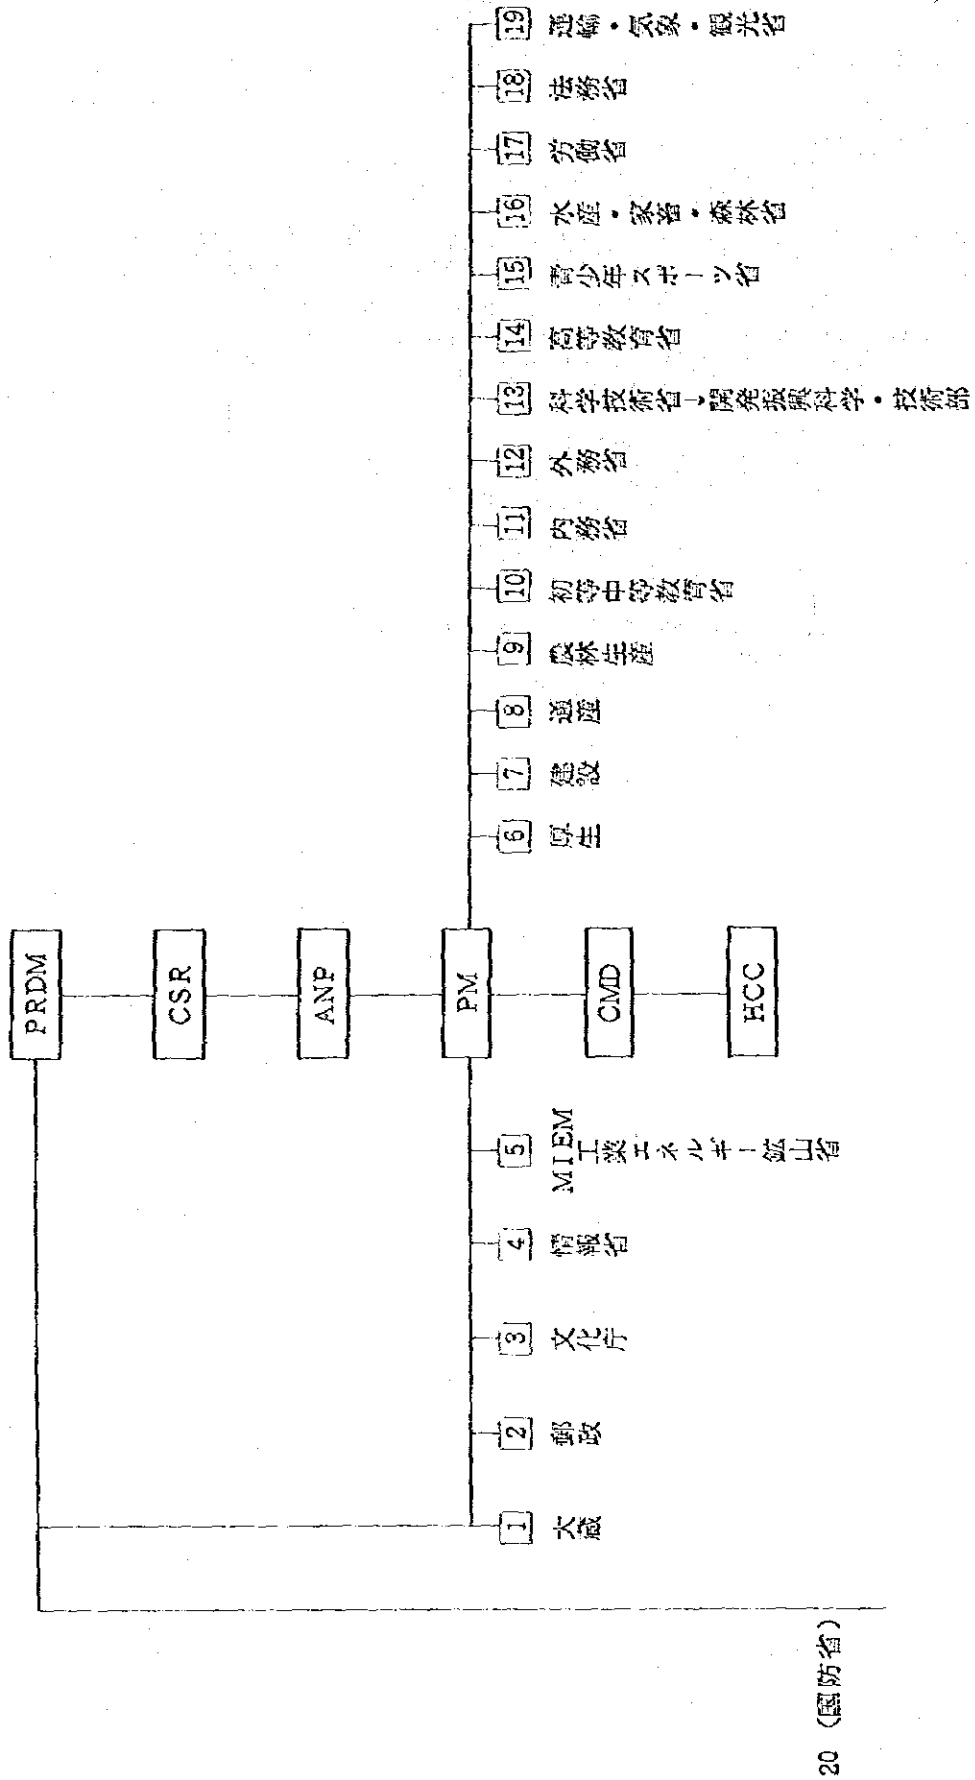 PRDM
CSR
ANP
PM
CMD
HCC
1 大蔵
2 郵政
3 文化庁
4 情報省
5 MIEM
工業エネルギー鉱山省
6 厚生
7 建設
8 通産
9 農林生産
10 初等中等教育省
11 内務省
12 外務省
13 科学技術省→開発振興科学・技術部
14 高等教育省
15 青少年スポーツ省
16 水産・家畜・森林省
17 労働省
18 法務省
19 運輸・気象・観光省
20 (国防省)